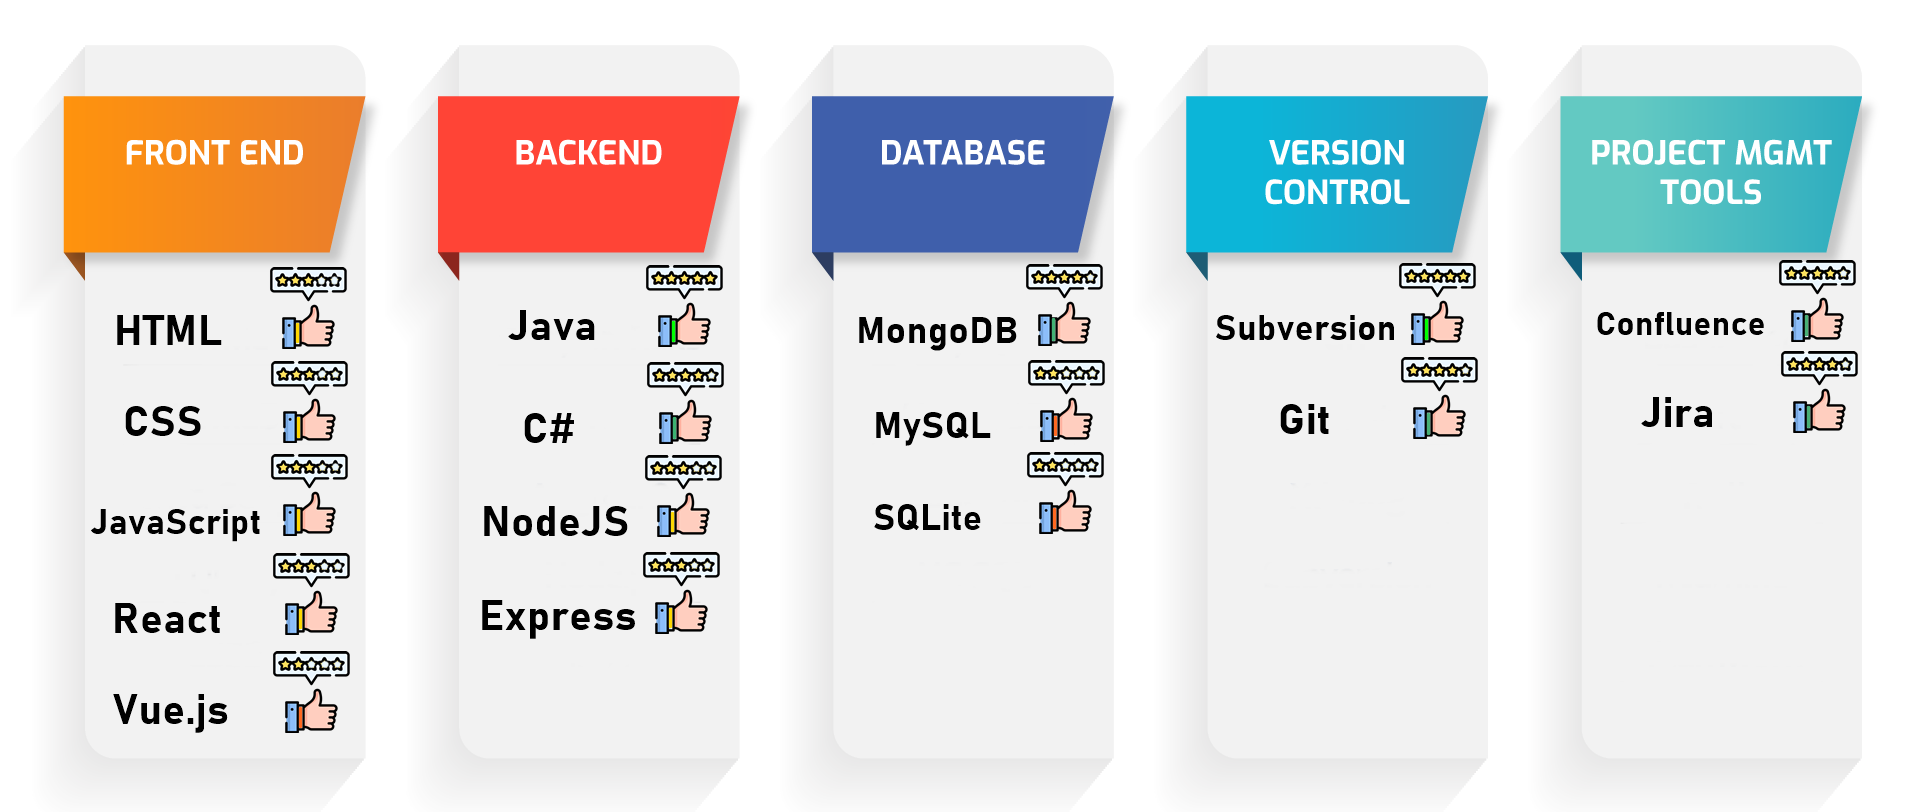 FRONT END
HTML
CSS
JavaScript
React
Vue.js
BACKEND
Java
C#
NodeJS
Express
DATABASE
MongoDB
MySQL
SQLite
VERSION
CONTROL
Subversion
Git
PROJECT MGMT
TOOLS
Confluence
Jira